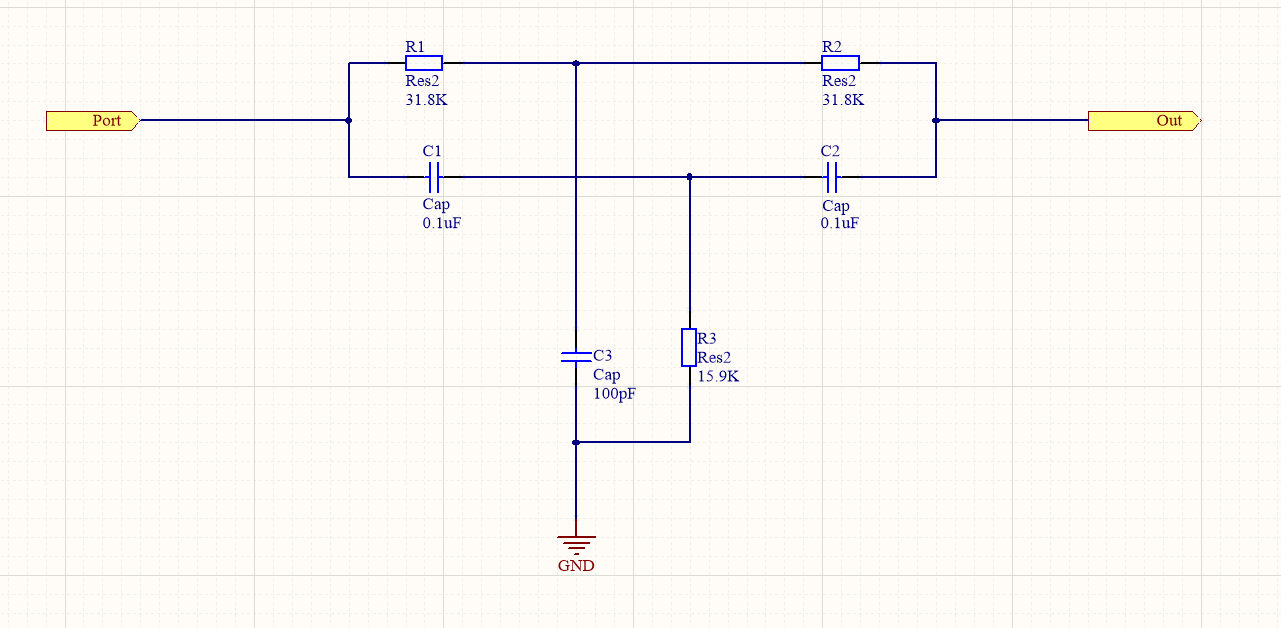 R1
Res2
31.8K
R2
Res2
31.8K
Port
Out
C1
Cap
0.1uF
C2
Cap
0.1uF
C3
Cap
100pF
R3
Res2
15.9K
GND